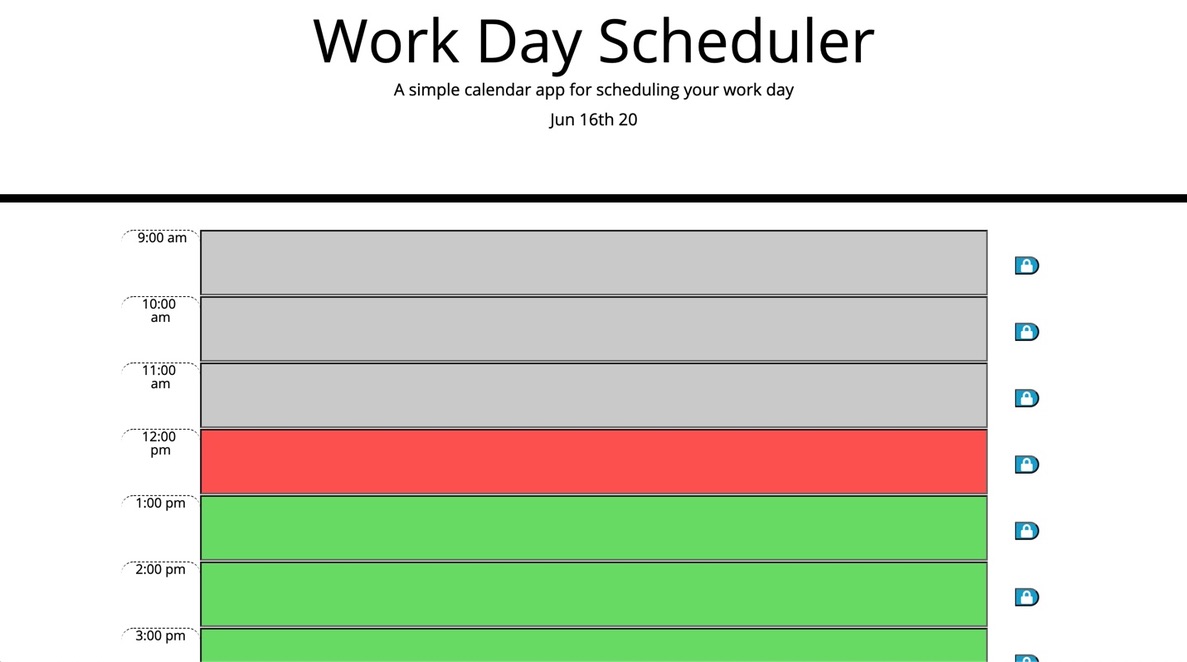 Work Day Scheduler
A simple calendar app for scheduling your work day
Jun 16th 20
9:00 am
10:00
am
11:00
am
12:00
pm
1:00 pm
2:00 pm
3:00 pm